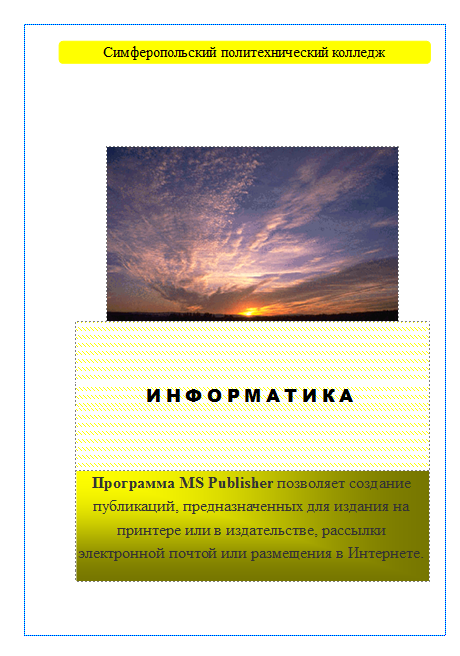 Симферопольский политехнический колледж
ИНФОРМАТИКА
Программа MS Publisher позволяет создание
публикаций, предназначенных для издания на
принтере или в издательстве, рассылки
электронной почтой или размещения в Интернете.